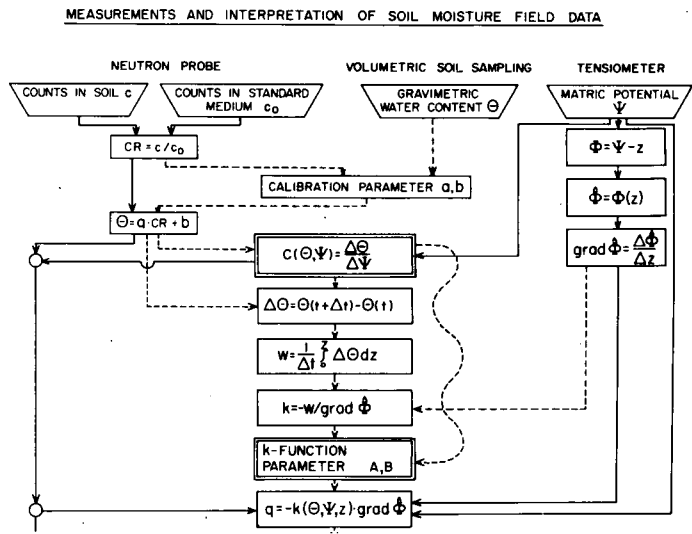 MEASUREMENTS AND INTERPRETATION OF SOIL MOISTURE FIELD DATA
NEUTRON PROBE
VOLUMETRIC SOIL SAMPLING
TENSIOMETER
COUNTS IN SOIL c
COUNTS IN STANDARD
MEDIUM c₀
GRAVIMETRIC
WATER CONTENT Θ
MATRIC POTENTIAL
Ψ
CR = c/c₀
Φ=Ψ-z
CALIBRATION PARAMETER a,b
Φ̂=Φ(z)
Θ=a·CR+b
C(Θ,Ψ)=ΔΘ/ΔΨ
grad Φ̂=ΔΦ̂/Δz
ΔΘ=Θ(t+Δt)-Θ(t)
W=1/Δt ∫₀ᶻ ΔΘdz
k=-W/grad Φ̂
k-FUNCTION
PARAMETER A,B
q=-k(Θ,Ψ,z)·grad Φ̂